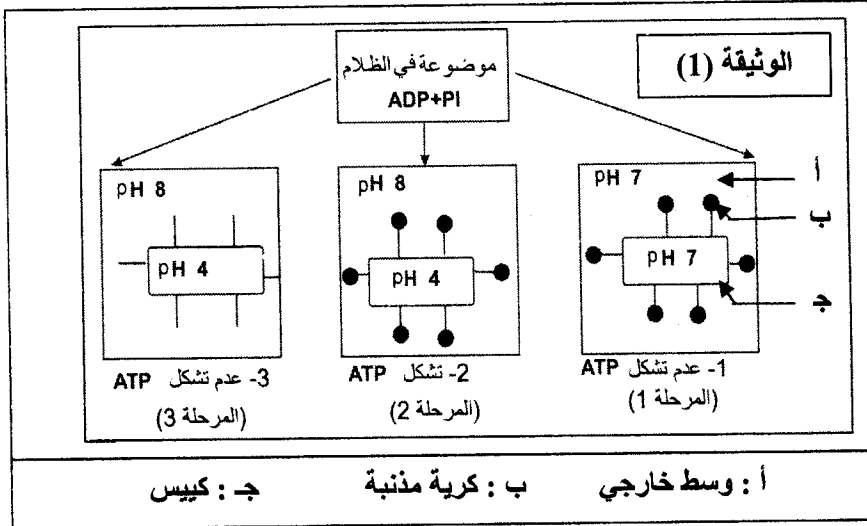 الوثيقة (1)
موضوعة في الظلام
ADP+PI
pH 7
أ
ب
pH 7
جـ
1- عدم تشكل ATP
(المرحلة 1)
pH 8
pH 4
2- تشكل ATP
(المرحلة 2)
pH 8
pH 4
3- عدم تشكل ATP
(المرحلة 3)
أ : وسط خارجي ب : كرية مذنبة جـ : كييس